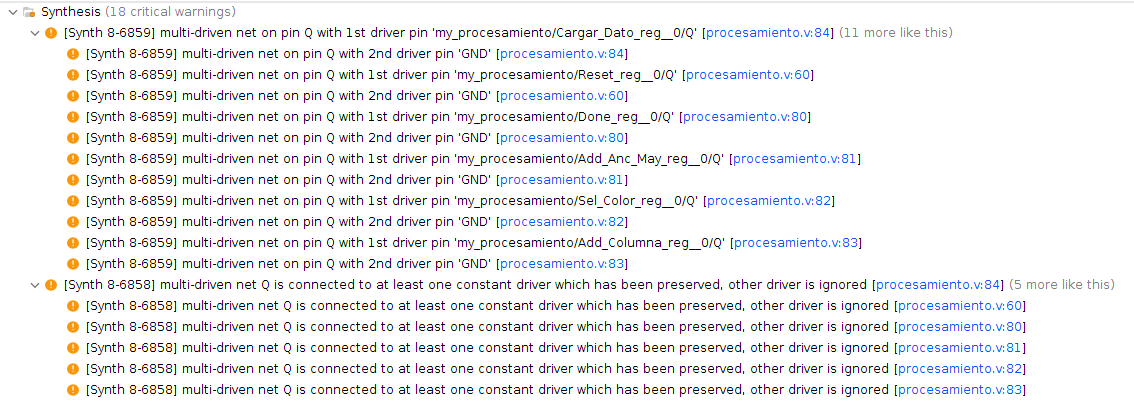 Synthesis (18 critical warnings)
[Synth 8-6859] multi-driven net on pin Q with 1st driver pin 'my_procesamiento/Cargar_Dato_reg__0/Q' [procesamiento.v:84] (11 more like this)
[Synth 8-6859] multi-driven net on pin Q with 2nd driver pin 'GND' [procesamiento.v:84]
[Synth 8-6859] multi-driven net on pin Q with 1st driver pin 'my_procesamiento/Reset_reg__0/Q' [procesamiento.v:60]
[Synth 8-6859] multi-driven net on pin Q with 2nd driver pin 'GND' [procesamiento.v:60]
[Synth 8-6859] multi-driven net on pin Q with 1st driver pin 'my_procesamiento/Done_reg__0/Q' [procesamiento.v:80]
[Synth 8-6859] multi-driven net on pin Q with 2nd driver pin 'GND' [procesamiento.v:80]
[Synth 8-6859] multi-driven net on pin Q with 1st driver pin 'my_procesamiento/Add_Anc_May_reg__0/Q' [procesamiento.v:81]
[Synth 8-6859] multi-driven net on pin Q with 2nd driver pin 'GND' [procesamiento.v:81]
[Synth 8-6859] multi-driven net on pin Q with 1st driver pin 'my_procesamiento/Sel_Color_reg__0/Q' [procesamiento.v:82]
[Synth 8-6859] multi-driven net on pin Q with 2nd driver pin 'GND' [procesamiento.v:82]
[Synth 8-6859] multi-driven net on pin Q with 1st driver pin 'my_procesamiento/Add_Columna_reg__0/Q' [procesamiento.v:83]
[Synth 8-6859] multi-driven net on pin Q with 2nd driver pin 'GND' [procesamiento.v:83]
[Synth 8-6858] multi-driven net Q is connected to at least one constant driver which has been preserved, other driver is ignored [procesamiento.v:84] (5 more like this)
[Synth 8-6858] multi-driven net Q is connected to at least one constant driver which has been preserved, other driver is ignored [procesamiento.v:60]
[Synth 8-6858] multi-driven net Q is connected to at least one constant driver which has been preserved, other driver is ignored [procesamiento.v:80]
[Synth 8-6858] multi-driven net Q is connected to at least one constant driver which has been preserved, other driver is ignored [procesamiento.v:81]
[Synth 8-6858] multi-driven net Q is connected to at least one constant driver which has been preserved, other driver is ignored [procesamiento.v:82]
[Synth 8-6858] multi-driven net Q is connected to at least one constant driver which has been preserved, other driver is ignored [procesamiento.v:83]